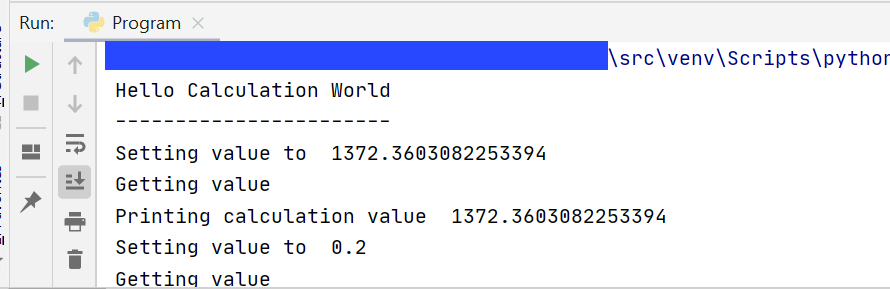 Run: Program
\src\venv\Scripts\python
Hello Calculation World
-----------------------
Setting value to  1372.3603082253394
Getting value
Printing calculation value  1372.3603082253394
Setting value to  0.2
Getting value